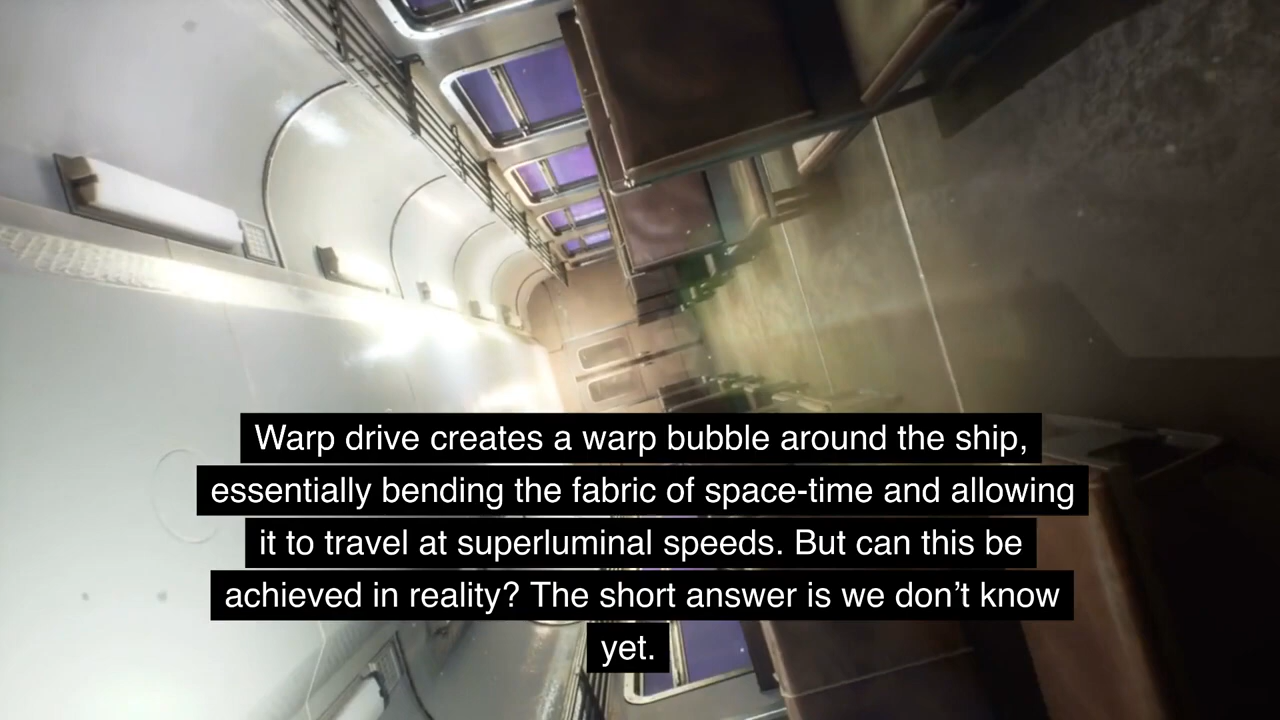 Warp drive creates a warp bubble around the ship,
essentially bending the fabric of space-time and allowing
it to travel at superluminal speeds. But can this be
achieved in reality? The short answer is we don’t know
yet.